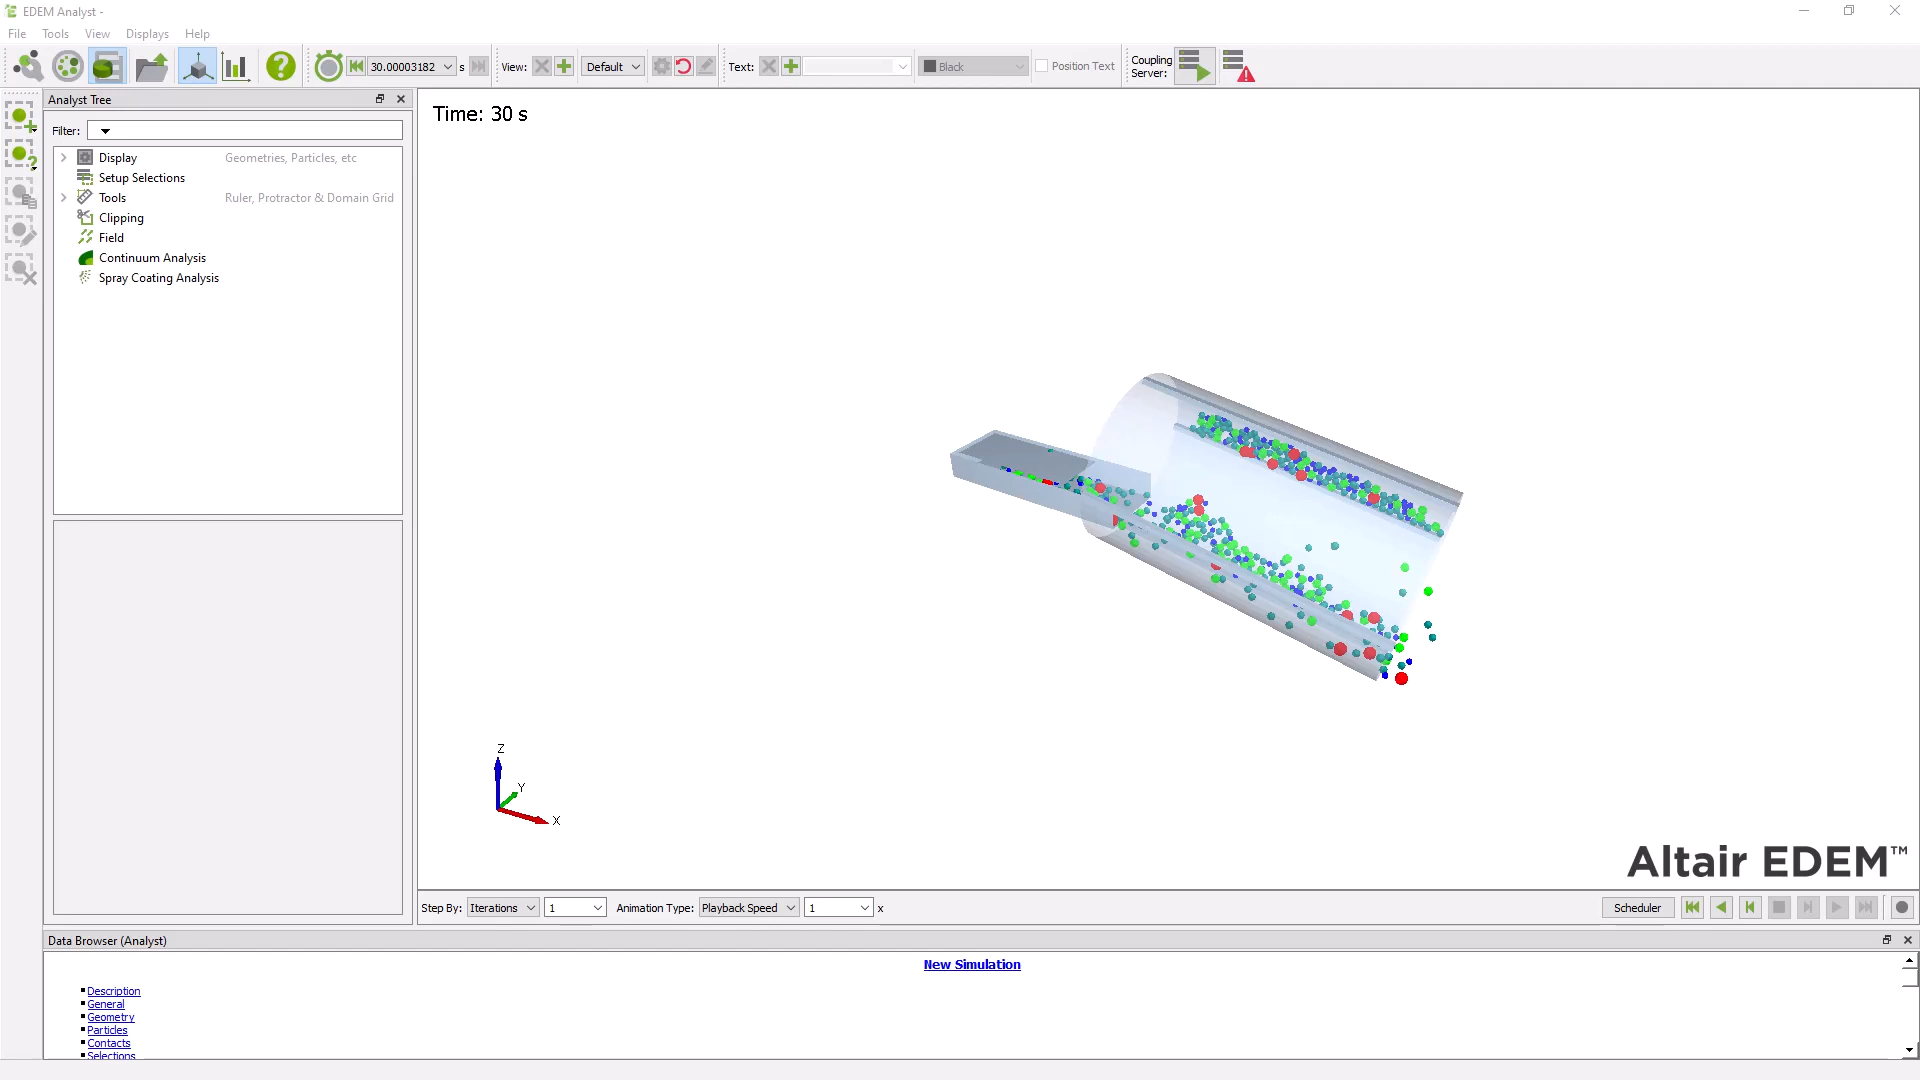 EDEM Analyst -
File Tools View Displays Help
30.00003182 s View: Default Text: Black Position Text Coupling Server:
Analyst Tree
Filter:
Display Geometries, Particles, etc
Setup Selections
Tools Ruler, Protractor & Domain Grid
Clipping
Field
Continuum Analysis
Spray Coating Analysis
Time: 30 s
Z
Y
X
Altair EDEM™
Step By: Iterations 1 Animation Type: Playback Speed 1 x Scheduler
Data Browser (Analyst)
New Simulation
Description
General
Geometry
Particles
Contacts
Selections